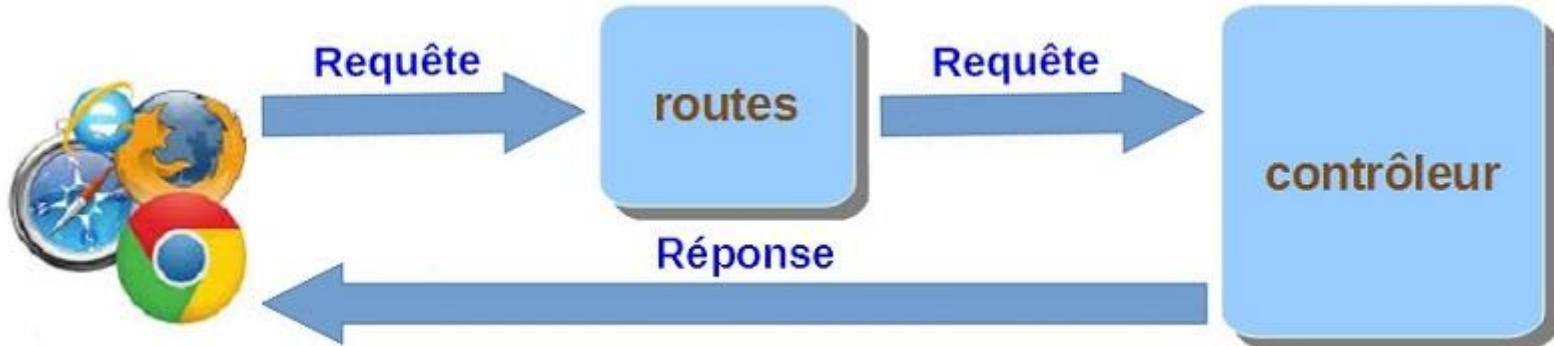 Requête
routes
Requête
contrôleur
Réponse